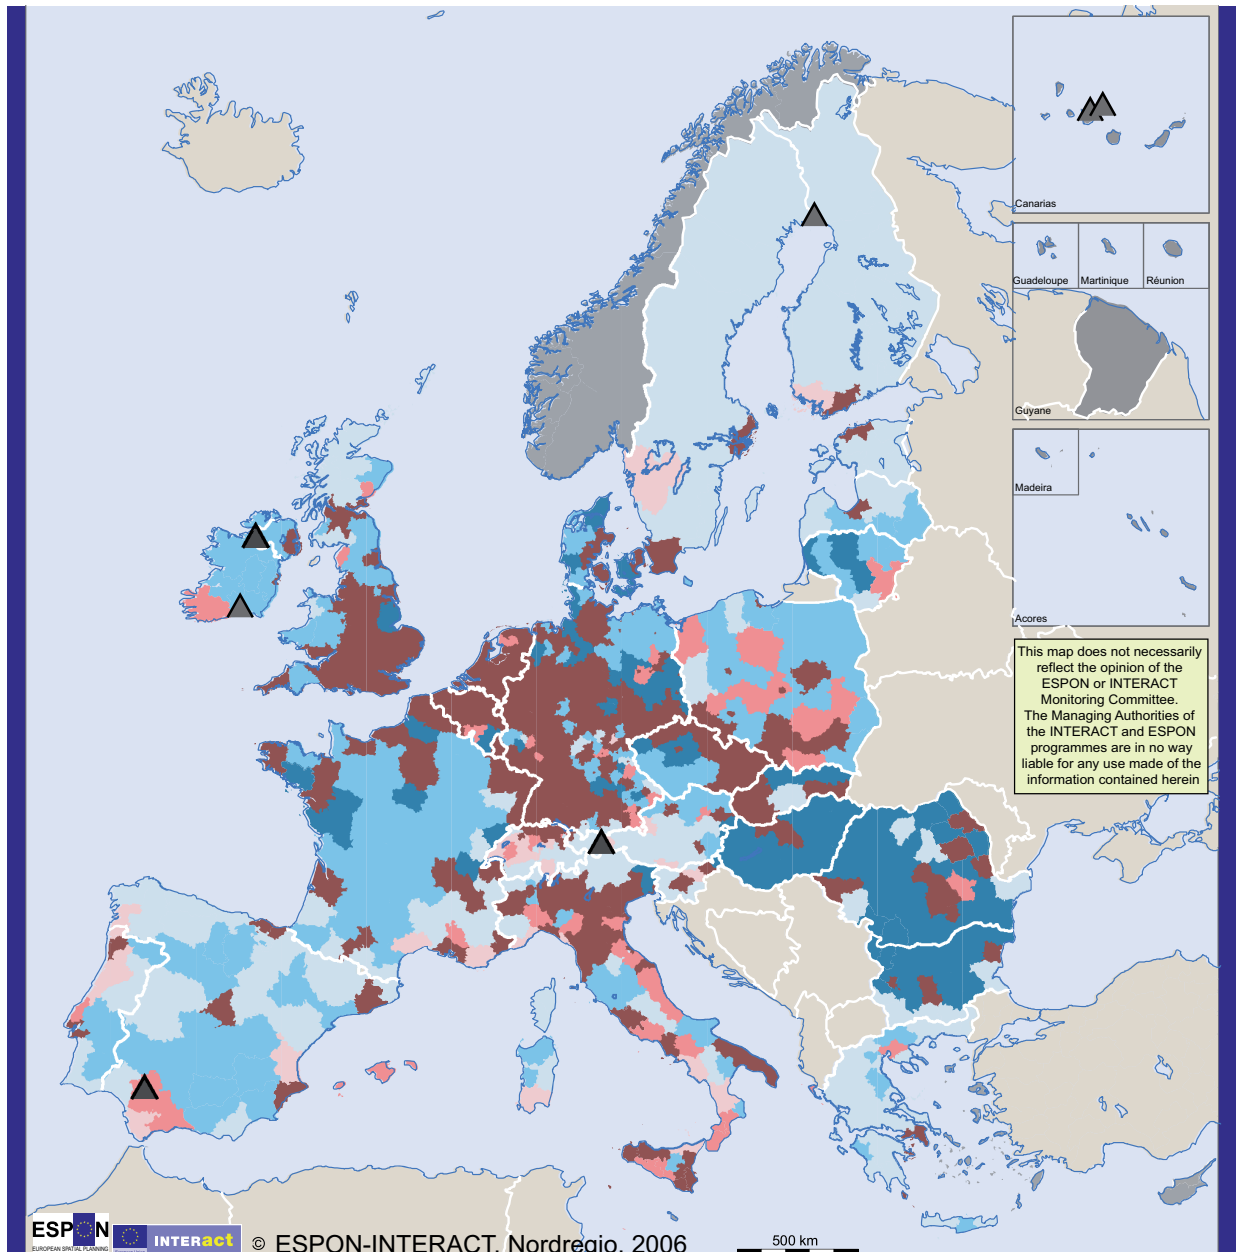 Canarias
Guadeloupe
Martinique
Réunion
Guyane
Madeira
Acores
This map does not necessarily
reflect the opinion of the
ESPON or INTERACT
Monitoring Committee.
The Managing Authorities of
the INTERACT and ESPON
programmes are in no way
liable for any use made of the
information contained herein
ESPON
EUROPEAN SPATIAL PLANNING
INTERact
© ESPON-INTERACT, Nordregio, 2006
500 km